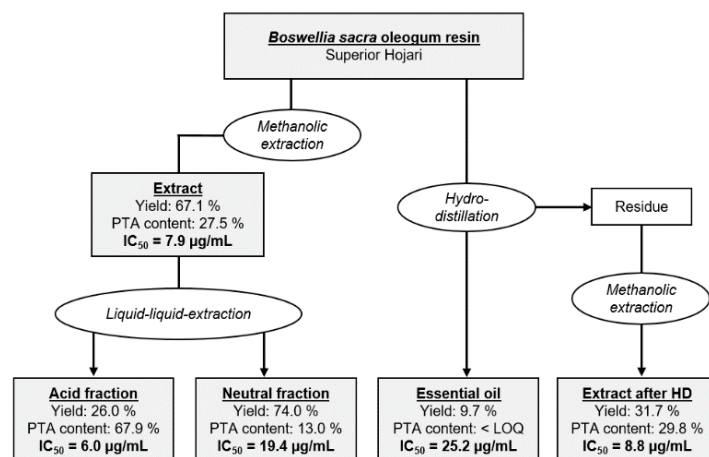 Boswellia sacra oleogum resin
Superior Hojari
Methanolic
extraction
Extract
Yield: 67.1 %
PTA content: 27.5 %
IC₅₀ = 7.9 µg/mL
Hydro-
distillation
Residue
Liquid-liquid-extraction
Methanolic
extraction
Acid fraction
Yield: 26.0 %
PTA content: 67.9 %
IC₅₀ = 6.0 µg/mL
Neutral fraction
Yield: 74.0 %
PTA content: 13.0 %
IC₅₀ = 19.4 µg/mL
Essential oil
Yield: 9.7 %
PTA content: < LOQ
IC₅₀ = 25.2 µg/mL
Extract after HD
Yield: 31.7 %
PTA content: 29.8 %
IC₅₀ = 8.8 µg/mL